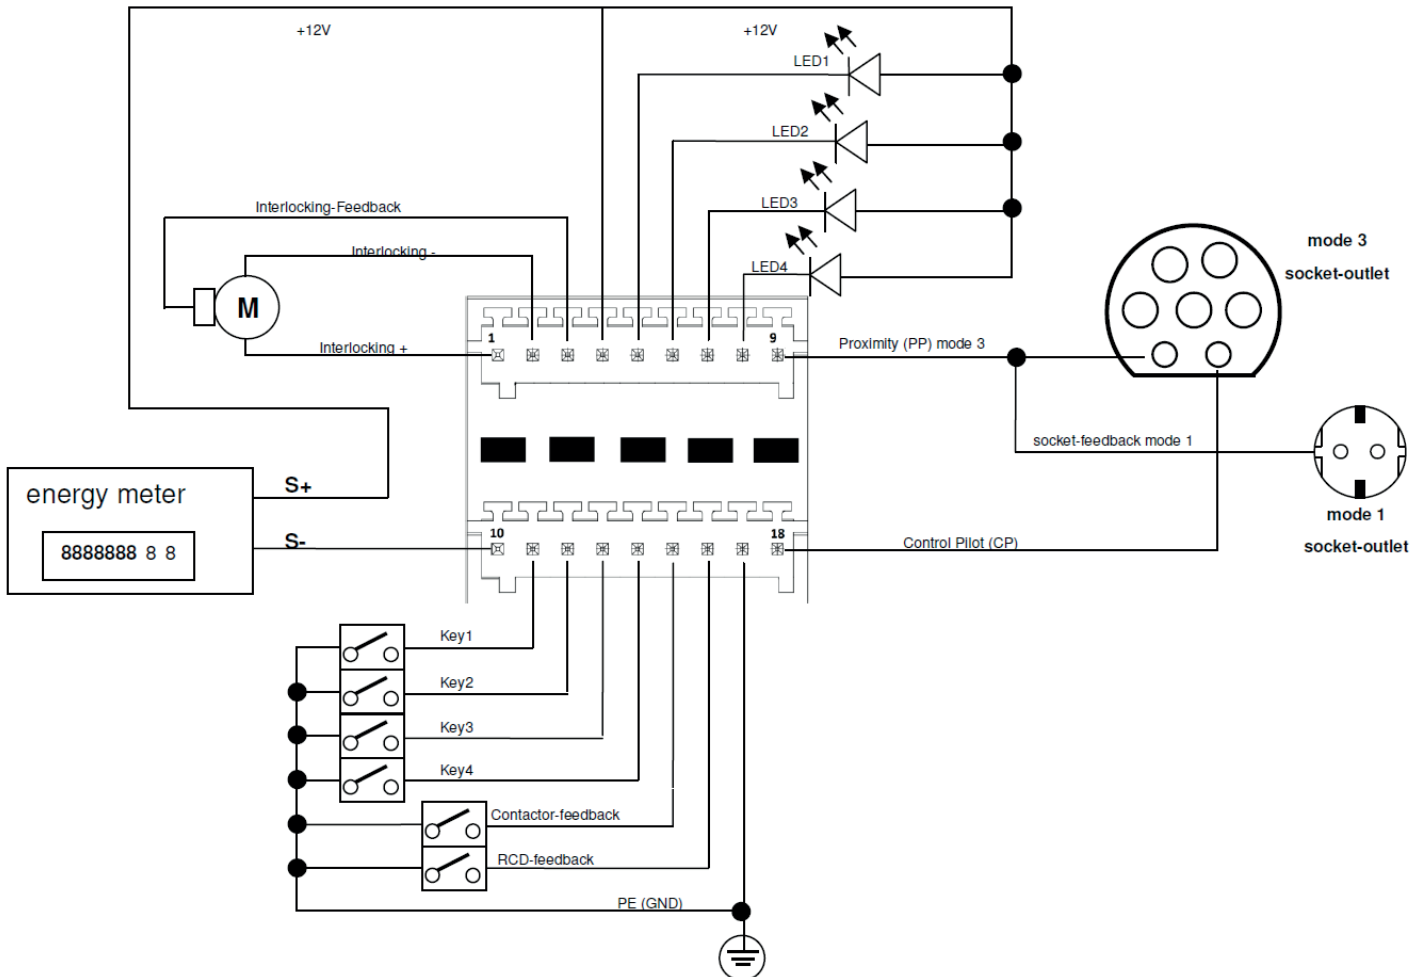 +12V
+12V
LED1
LED2
LED3
LED4
Interlocking-Feedback
Interlocking -
M
Interlocking +
1
9
Proximity (PP) mode 3
mode 3
socket-outlet
socket-feedback mode 1
mode 1
socket-outlet
energy meter
8888888 8 8
S+
S-
10
18
Control Pilot (CP)
Key1
Key2
Key3
Key4
Contactor-feedback
RCD-feedback
PE (GND)